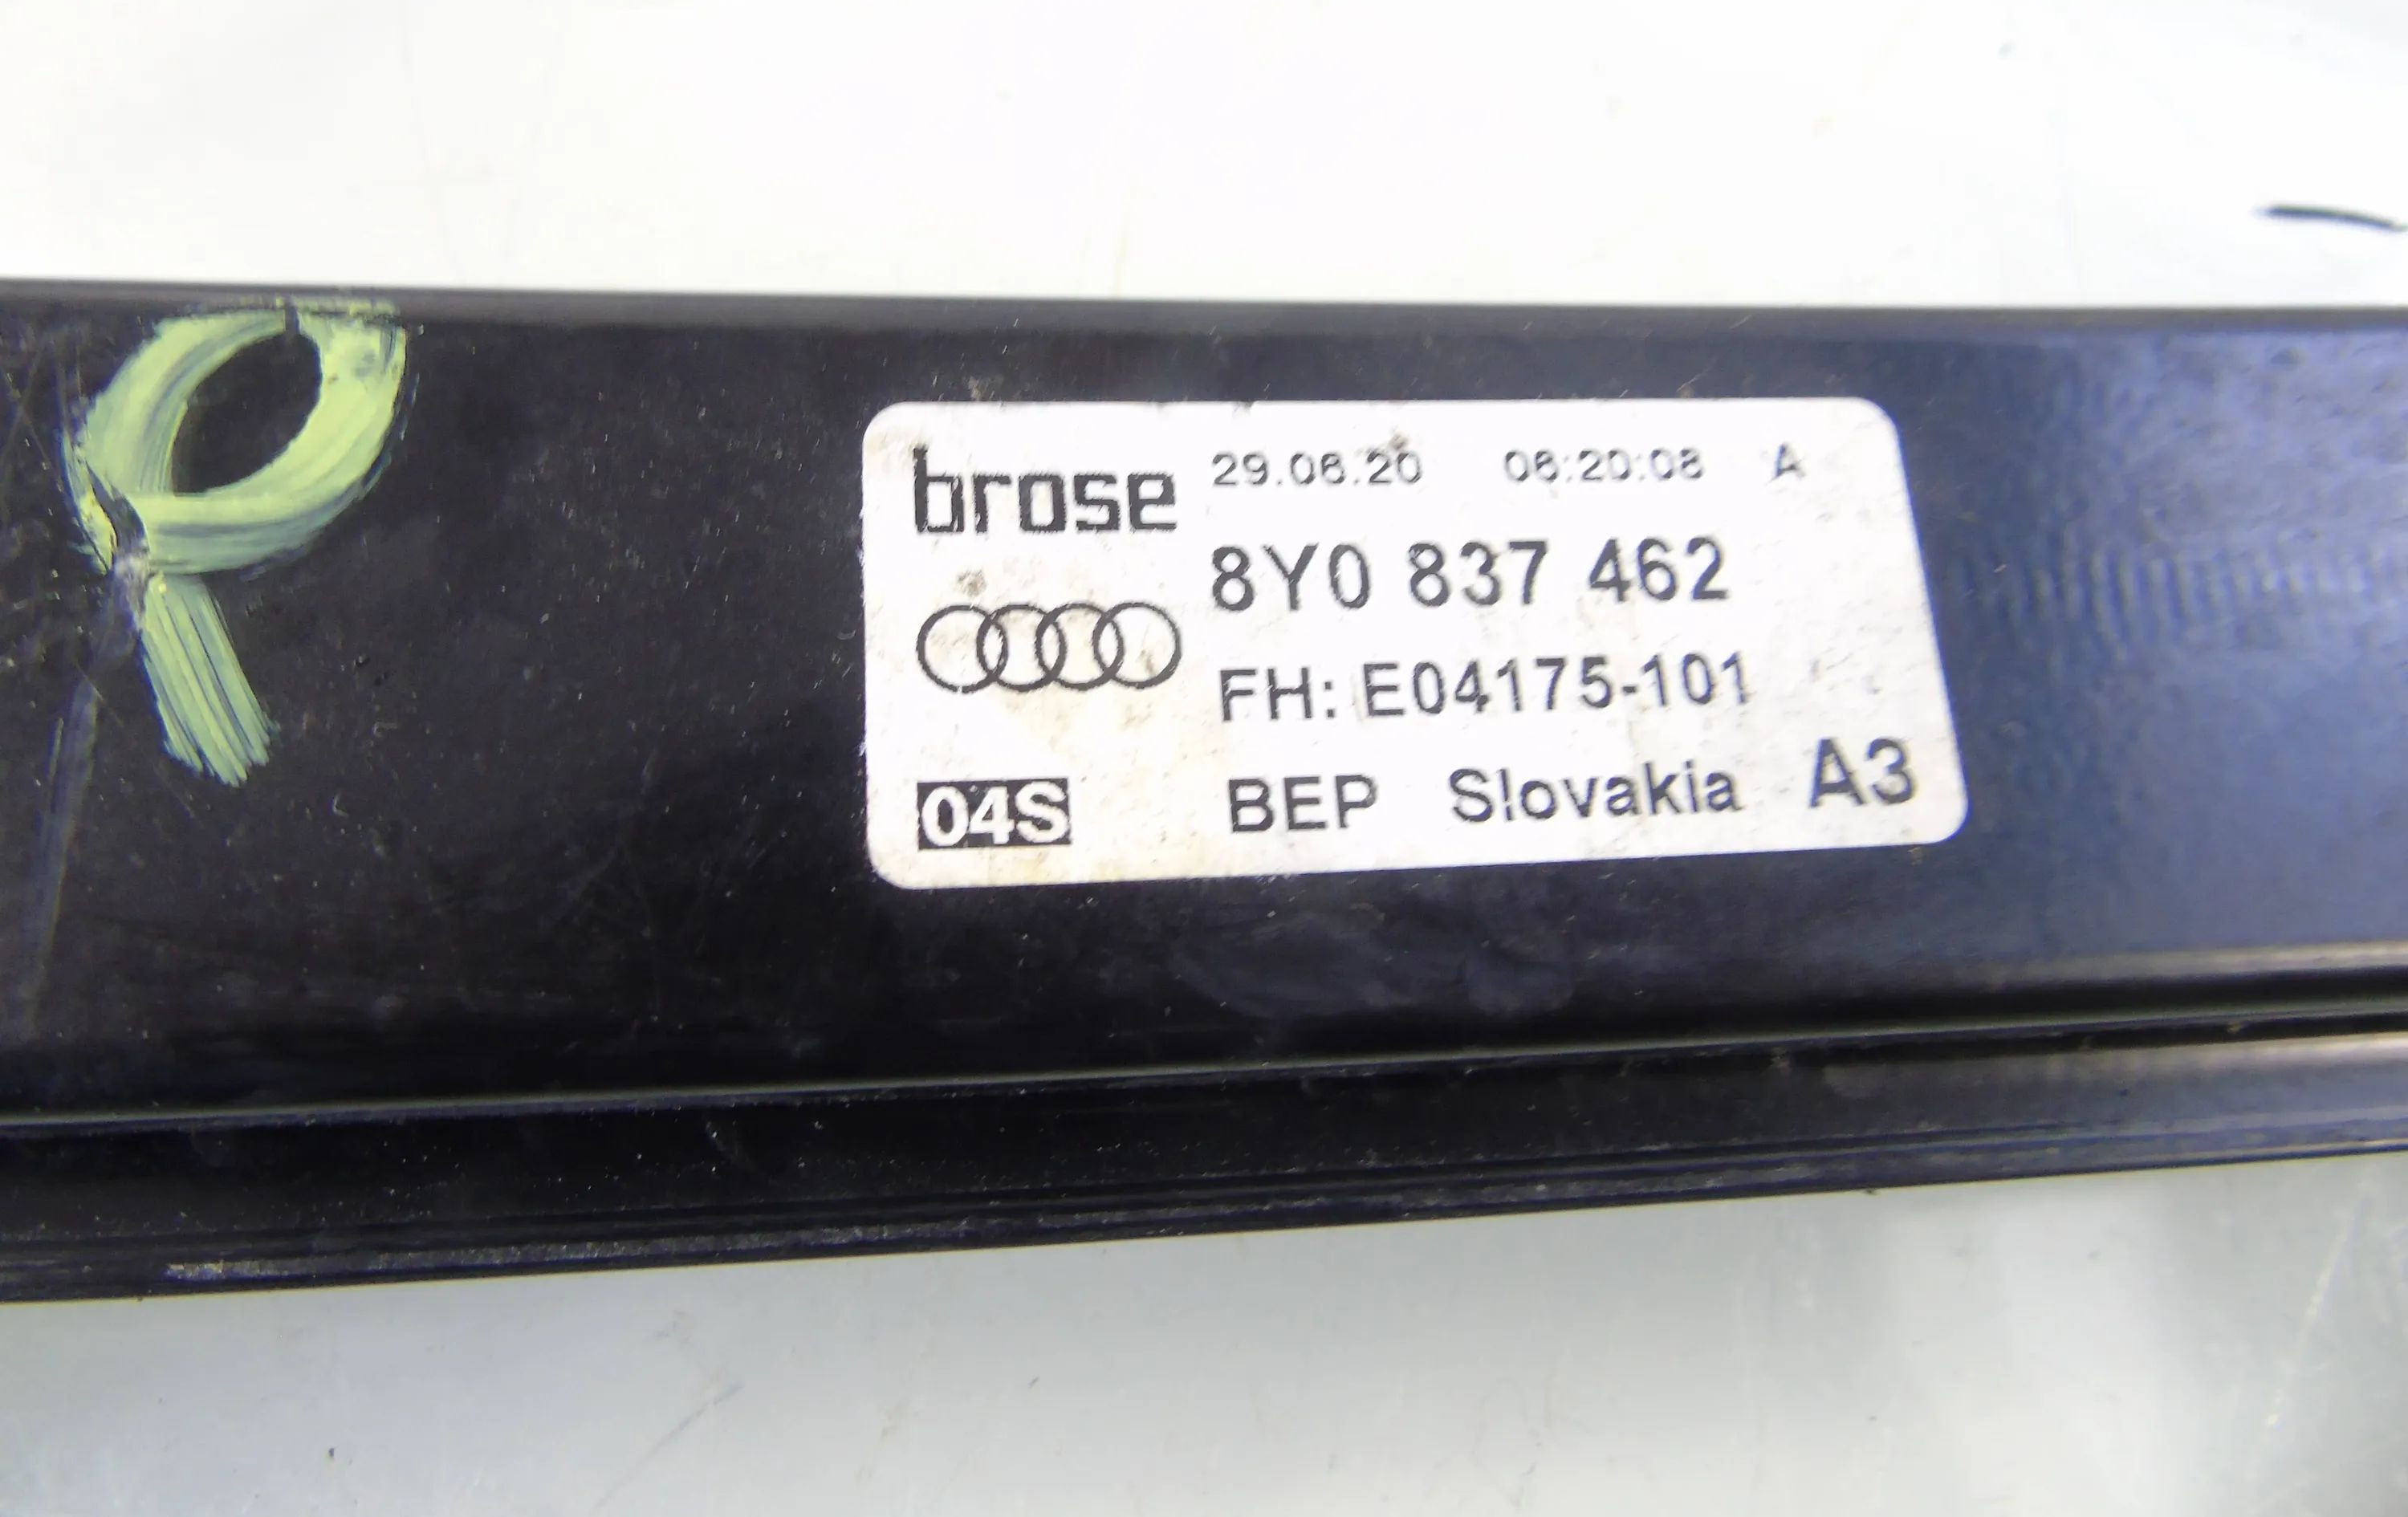 P
brose 29.06.20 06:20:08 A
8Y0 837 462
FH: E04175-101
04S BEP Slovakia A3